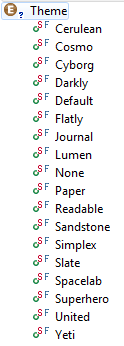 E ? Theme
S F Cerulean
S F Cosmo
S F Cyborg
S F Darkly
S F Default
S F Flatly
S F Journal
S F Lumen
S F None
S F Paper
S F Readable
S F Sandstone
S F Simplex
S F Slate
S F Spacelab
S F Superhero
S F United
S F Yeti